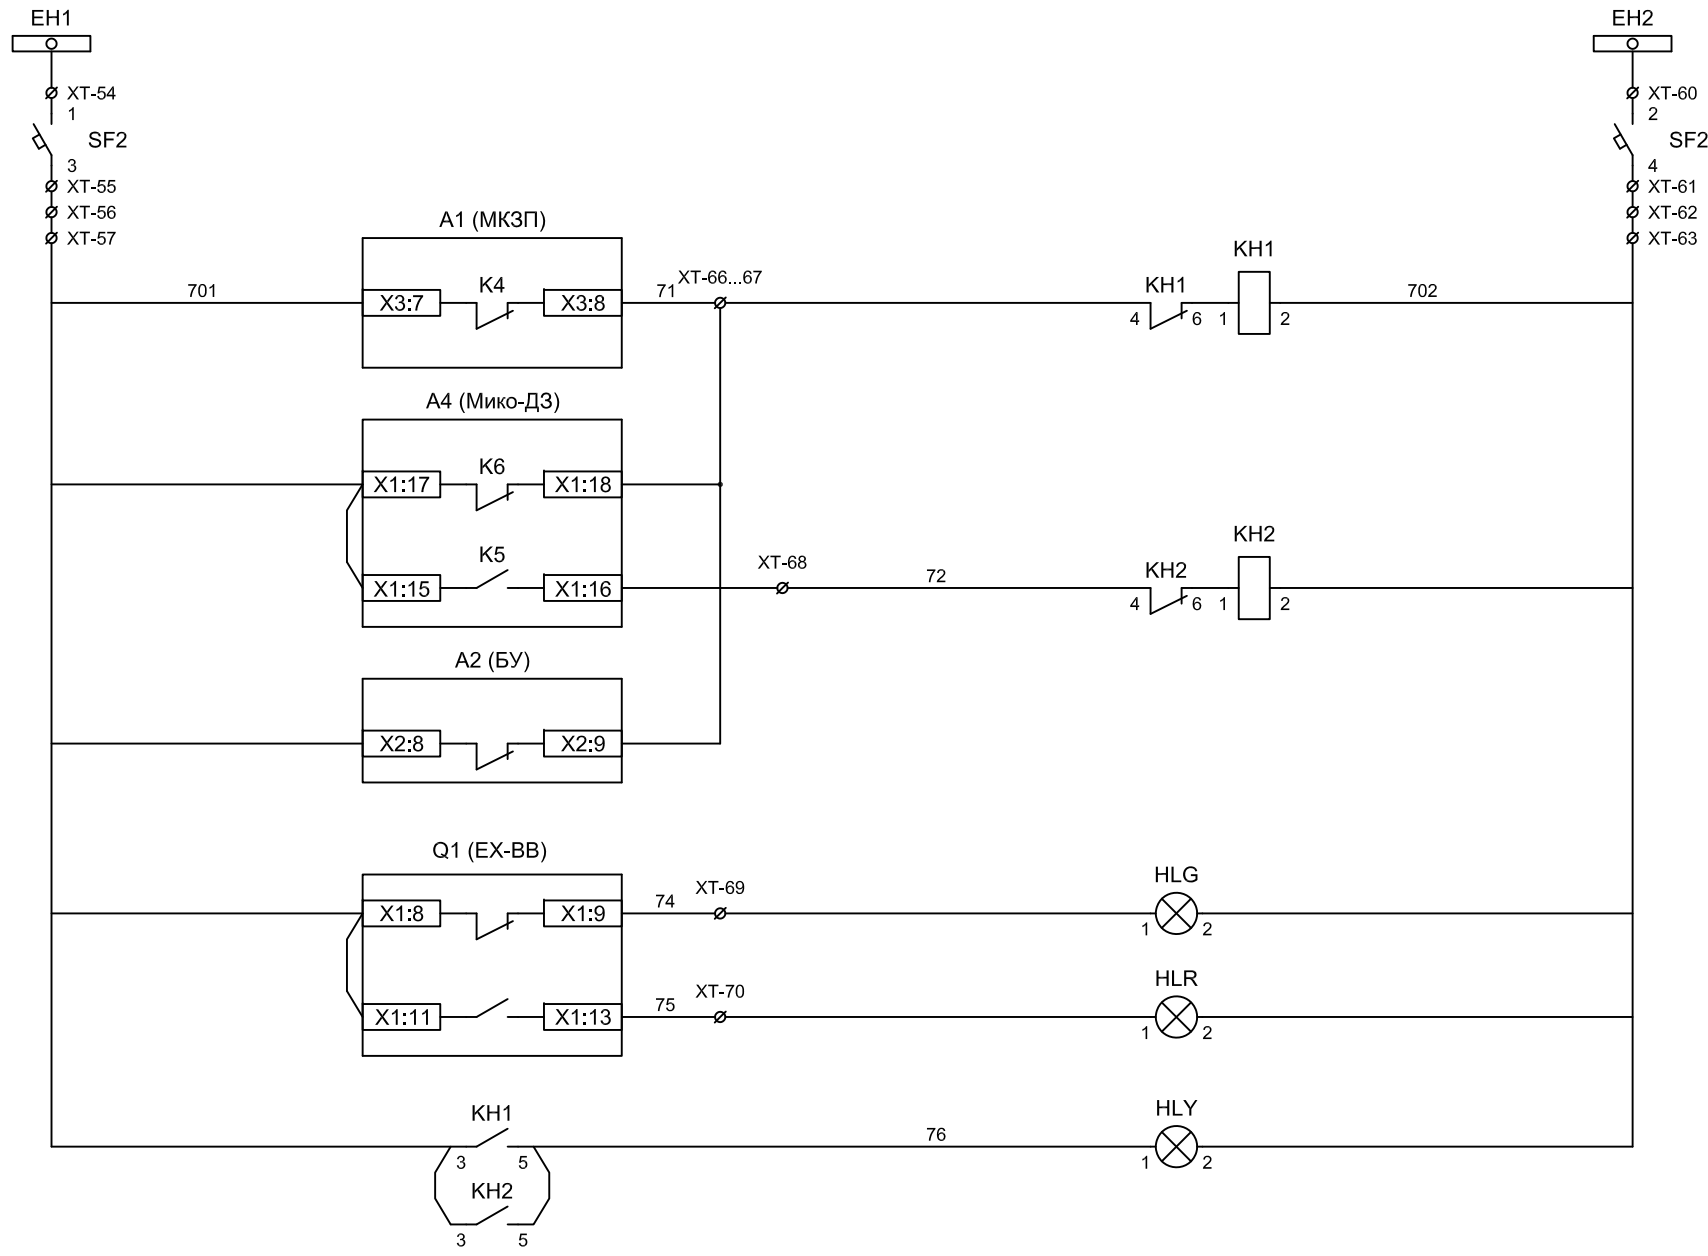 EH1
EH2
XT-54
XT-60
1
2
SF2
SF2
3
4
XT-55
XT-61
XT-56
XT-62
XT-57
XT-63
A1 (МКЗП)
701
X3:7
K4
X3:8
71
XT-66...67
KH1
4
6
KH1
1
2
702
A4 (Мико-ДЗ)
X1:17
K6
X1:18
X1:15
K5
X1:16
XT-68
72
KH2
4
6
KH2
1
2
A2 (БУ)
X2:8
X2:9
Q1 (EX-BB)
X1:8
X1:9
74
XT-69
HLG
1
2
X1:11
X1:13
75
XT-70
HLR
1
2
KH1
3
5
76
HLY
1
2
KH2
3
5